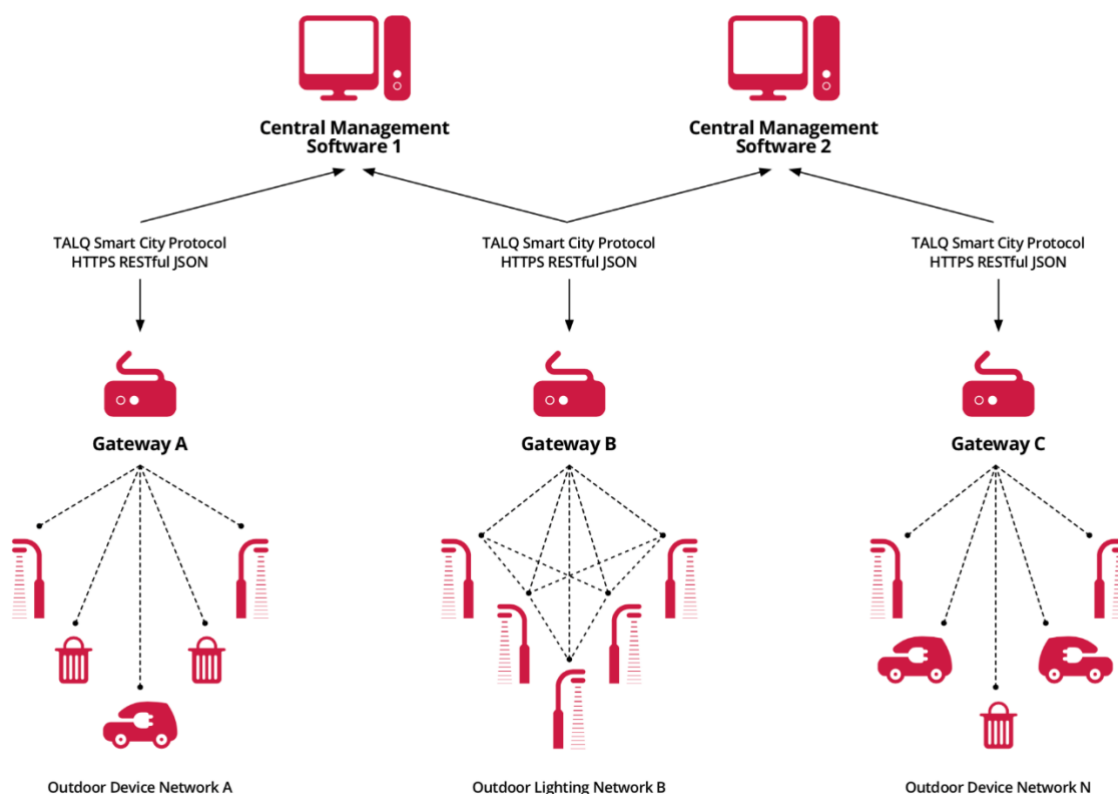 Central Management
Software 1
Central Management
Software 2
TALQ Smart City Protocol
HTTPS RESTful JSON
TALQ Smart City Protocol
HTTPS RESTful JSON
TALQ Smart City Protocol
HTTPS RESTful JSON
Gateway A
Gateway B
Gateway C
Outdoor Device Network A
Outdoor Lighting Network B
Outdoor Device Network N